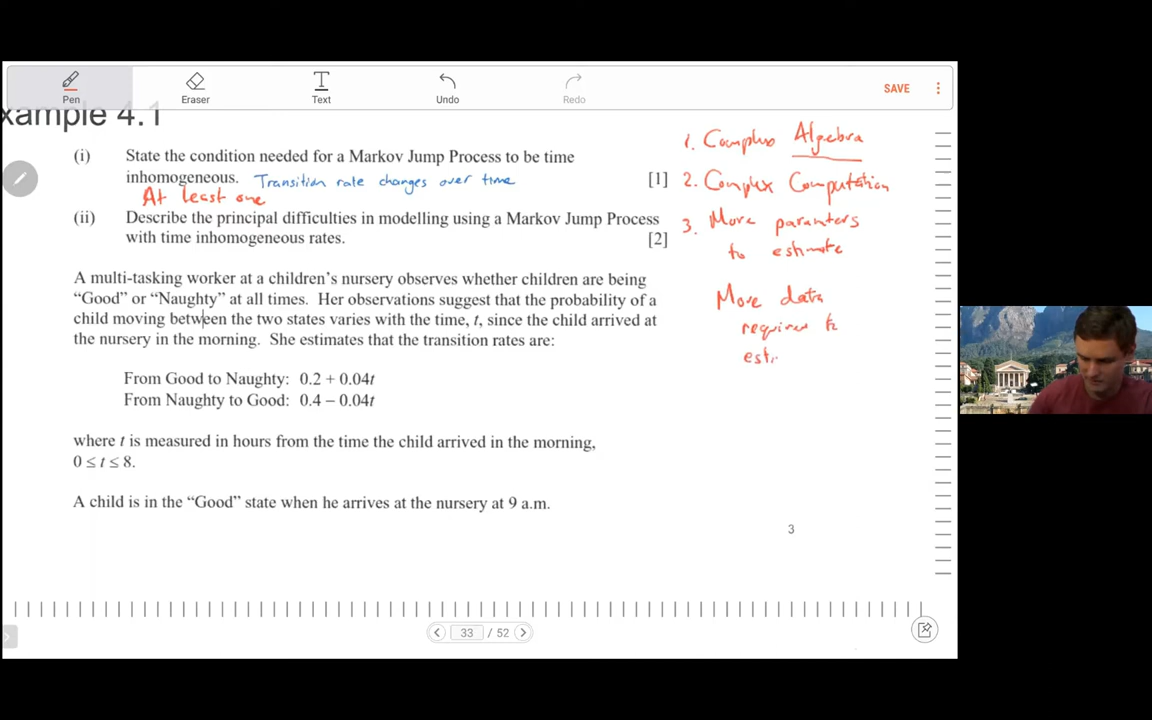 Pen
Eraser
Text
Undo
Redo
SAVE
xample 4.1
(i) State the condition needed for a Markov Jump Process to be time
inhomogeneous. Transition rate changes over time [1]
At least one
(ii) Describe the principal difficulties in modelling using a Markov Jump Process
with time inhomogeneous rates. [2]
A multi-tasking worker at a children's nursery observes whether children are being
"Good" or "Naughty" at all times. Her observations suggest that the probability of a
child moving between the two states varies with the time, t, since the child arrived at
the nursery in the morning. She estimates that the transition rates are:
From Good to Naughty: 0.2 + 0.04t
From Naughty to Good: 0.4 – 0.04t
where t is measured in hours from the time the child arrived in the morning,
0 ≤ t ≤ 8.
A child is in the "Good" state when he arrives at the nursery at 9 a.m.
1. Complex Algebra
2. Complex Computation
3. More paramters
to estimate
More data
required to
esti
3
33 / 52